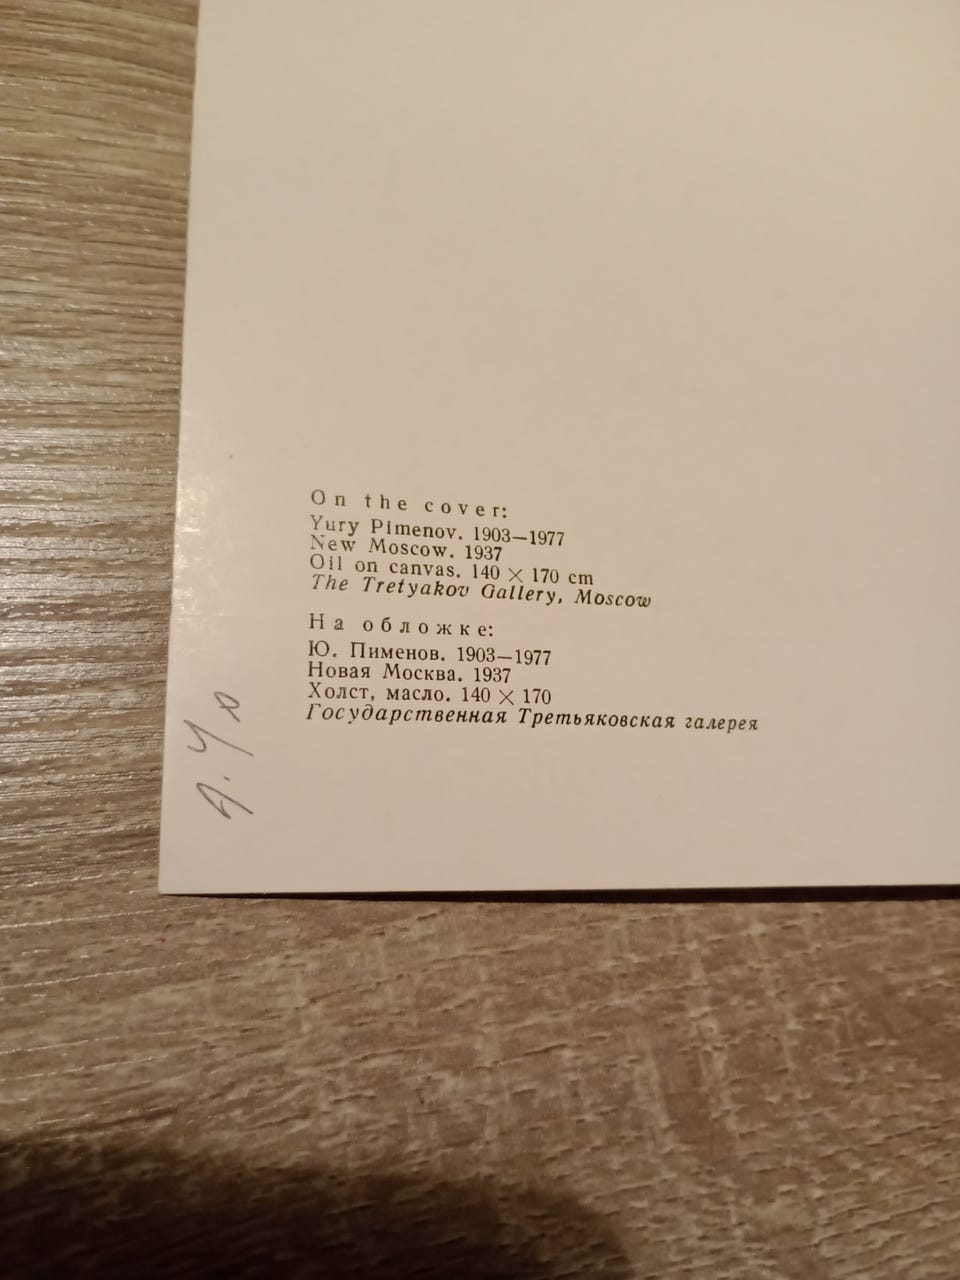 On the cover:
Yury Pimenov. 1903—1977
New Moscow. 1937
Oil on canvas. 140 × 170 cm
The Tretyakov Gallery, Moscow
На обложке:
Ю. Пименов. 1903—1977
Новая Москва. 1937
Холст, масло. 140 × 170
Государственная Третьяковская галерея